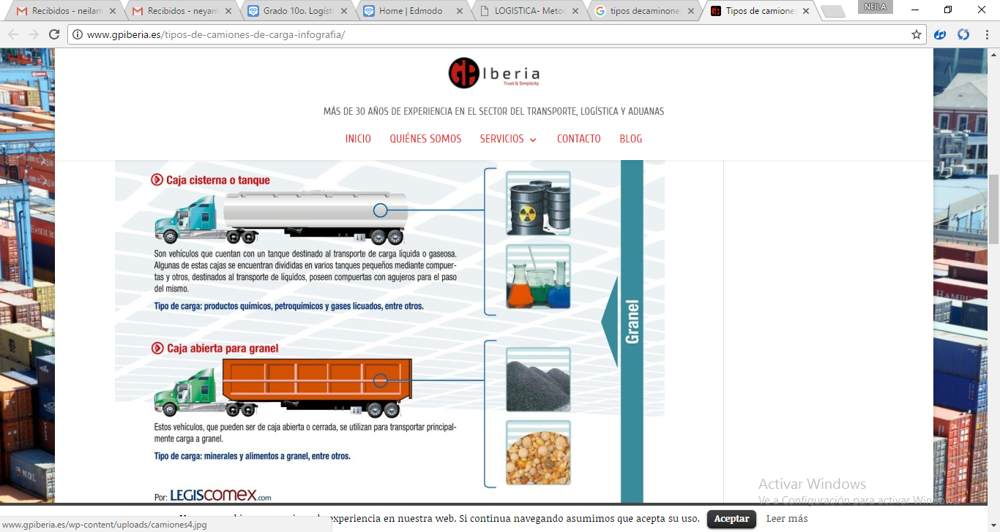 Recibidos - neilam
Recibidos - neyam
Grado 10o. Logíst
Home | Edmodo
LOGISTICA- Metod
tipos decaminones
Tipos de camiones
NEILA
www.gpiberia.es/tipos-de-camiones-de-carga-infografia/
GP Iberia
Trust & Simplicity
MÁS DE 30 AÑOS DE EXPERIENCIA EN EL SECTOR DEL TRANSPORTE, LOGÍSTICA Y ADUANAS
INICIO QUIÉNES SOMOS SERVICIOS CONTACTO BLOG
Caja cisterna o tanque
Son vehículos que cuentan con un tanque destinado al transporte de carga líquida o gaseosa.
Algunas de estas cajas se encuentran divididas en varios tanques pequeños mediante compuer-
tas y otros, destinados al transporte de líquidos, poseen compuertas con agujeros para el paso
del mismo.
Tipo de carga: productos químicos, petroquímicos y gases licuados, entre otros.
Granel
Caja abierta para granel
Estos vehículos, que pueden ser de caja abierta o cerrada, se utilizan para transportar principal-
mente carga a granel.
Tipo de carga: minerales y alimentos a granel, entre otros.
Por: LEGISCOMEX.com
Activar Windows
Ve a Configuración para activar Windows.
experiencia en nuestra web. Si continua navegando asumimos que acepta su uso. Aceptar Leer más
www.gpiberia.es/wp-content/uploads/camiones4.jpg